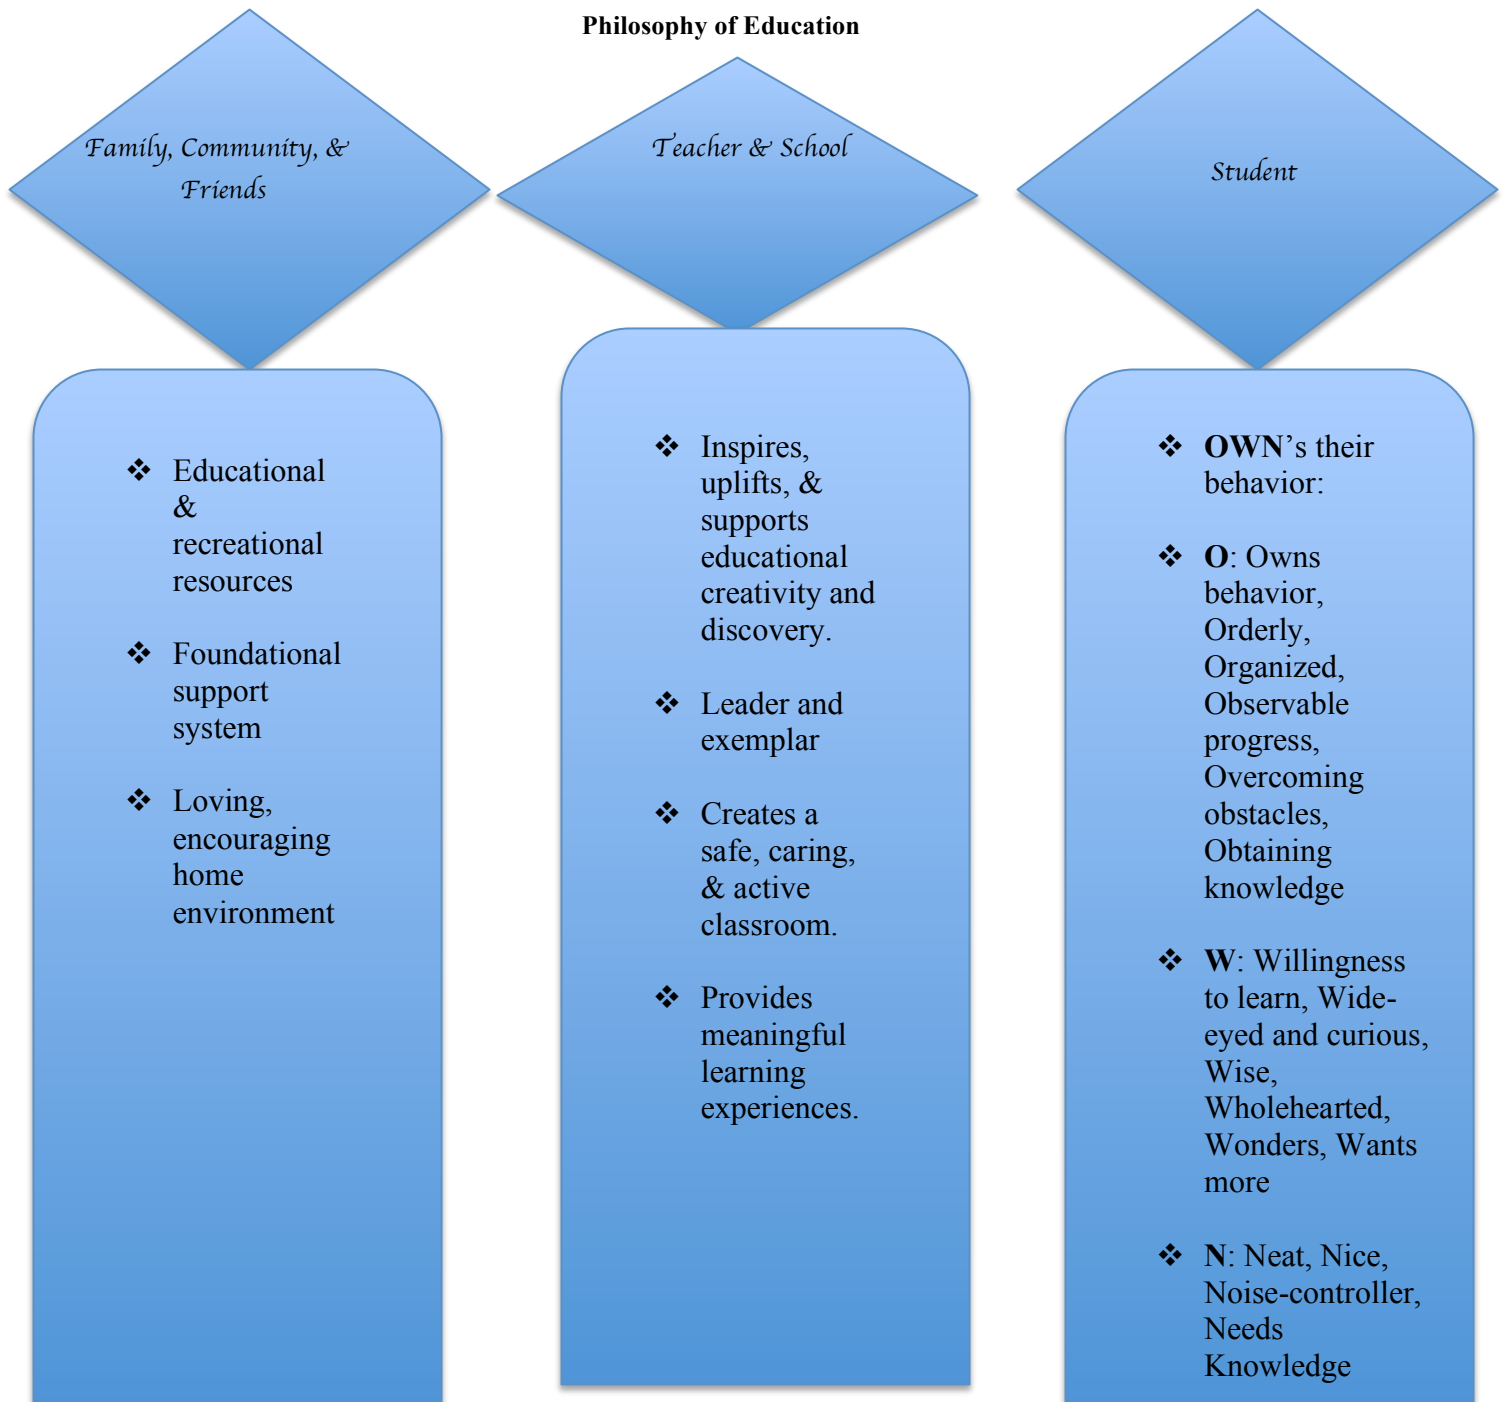 Philosophy of Education
Family, Community, &
Friends
❖ Educational
&
recreational
resources
❖ Foundational
support
system
❖ Loving,
encouraging
home
environment
Teacher & School
❖ Inspires,
uplifts, &
supports
educational
creativity and
discovery.
❖ Leader and
exemplar
❖ Creates a
safe, caring,
& active
classroom.
❖ Provides
meaningful
learning
experiences.
Student
❖ OWN’s their
behavior:
❖ O: Owns
behavior,
Orderly,
Organized,
Observable
progress,
Overcoming
obstacles,
Obtaining
knowledge
❖ W: Willingness
to learn, Wide-
eyed and curious,
Wise,
Wholehearted,
Wonders, Wants
more
❖ N: Neat, Nice,
Noise-controller,
Needs
Knowledge